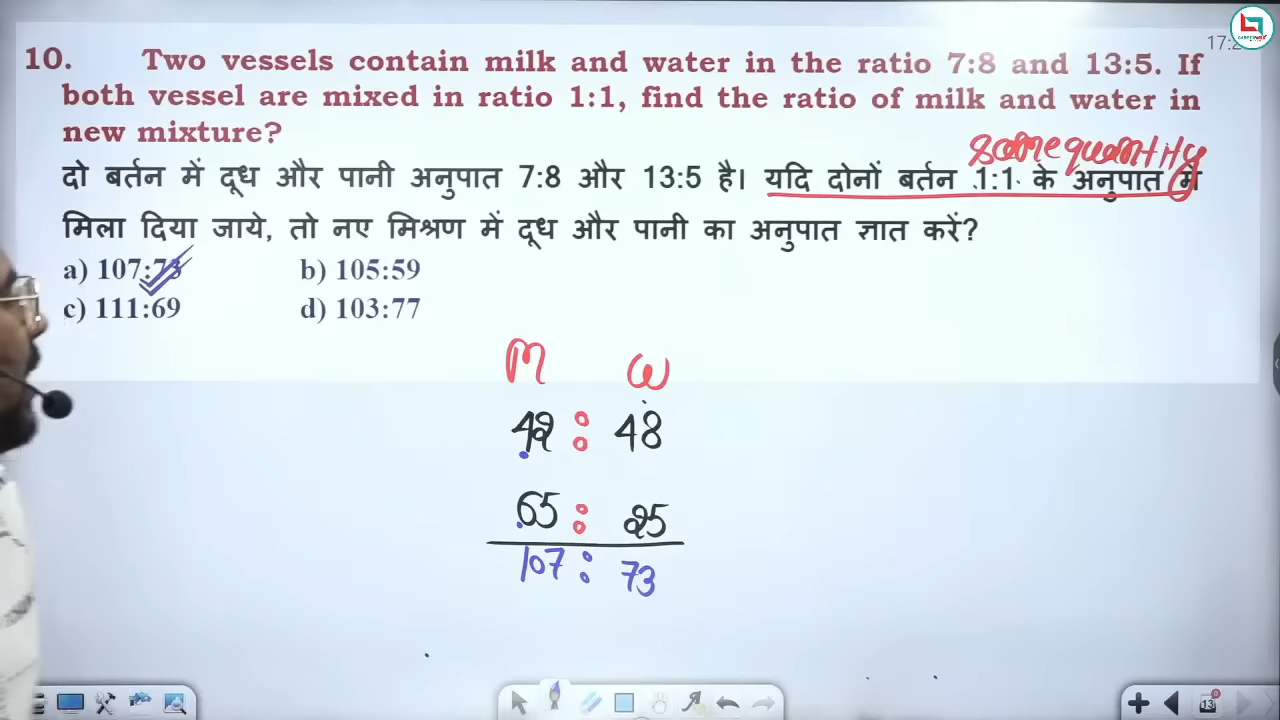 17:2
10. Two vessels contain milk and water in the ratio 7:8 and 13:5. If
both vessel are mixed in ratio 1:1, find the ratio of milk and water in
new mixture?
same quantity
दो बर्तन में दूध और पानी अनुपात 7:8 और 13:5 है। यदि दोनों बर्तन 1:1 के अनुपात में
मिला दिया जाये, तो नए मिश्रण में दूध और पानी का अनुपात ज्ञात करें?
a) 107:73 b) 105:59
c) 111:69 d) 103:77
M W
42 : 48
65 : 25
107 : 73
13